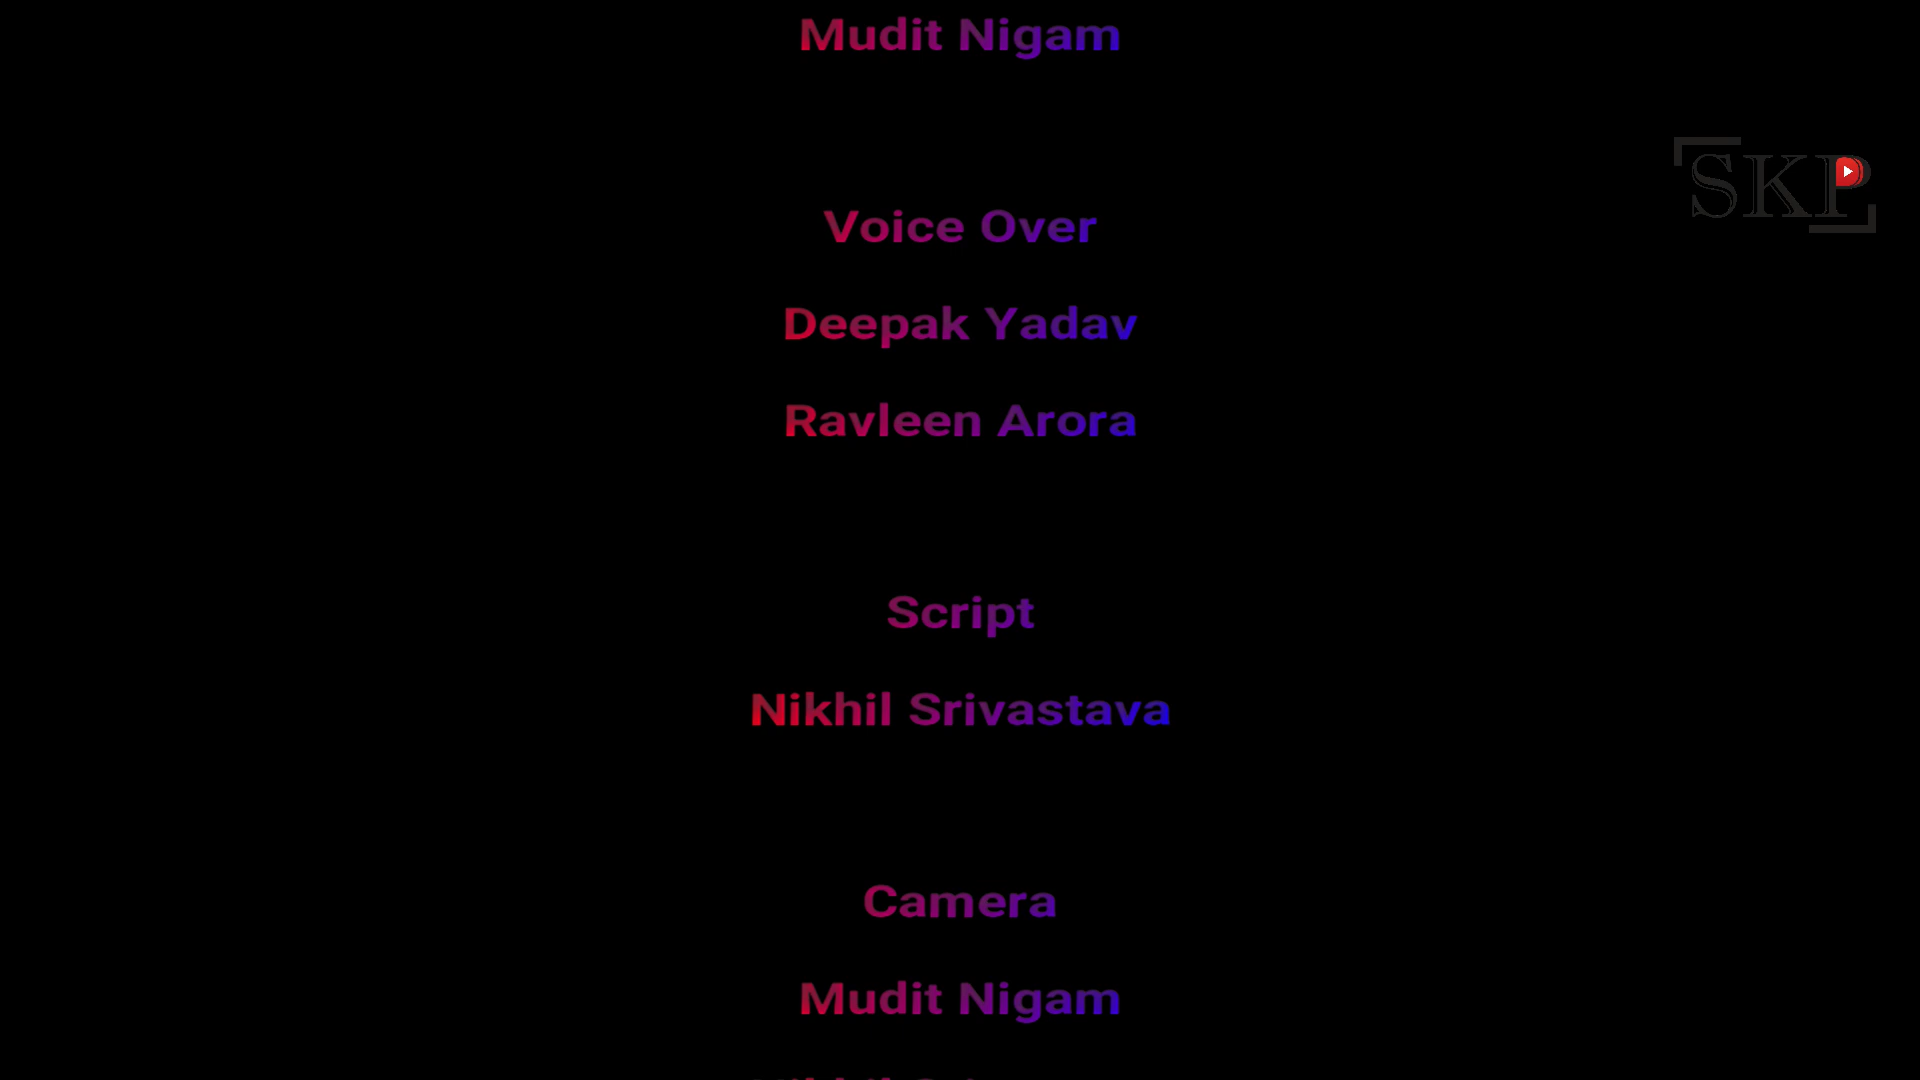 Mudit Nigam
SKP
Voice Over
Deepak Yadav
Ravleen Arora
Script
Nikhil Srivastava
Camera
Mudit Nigam